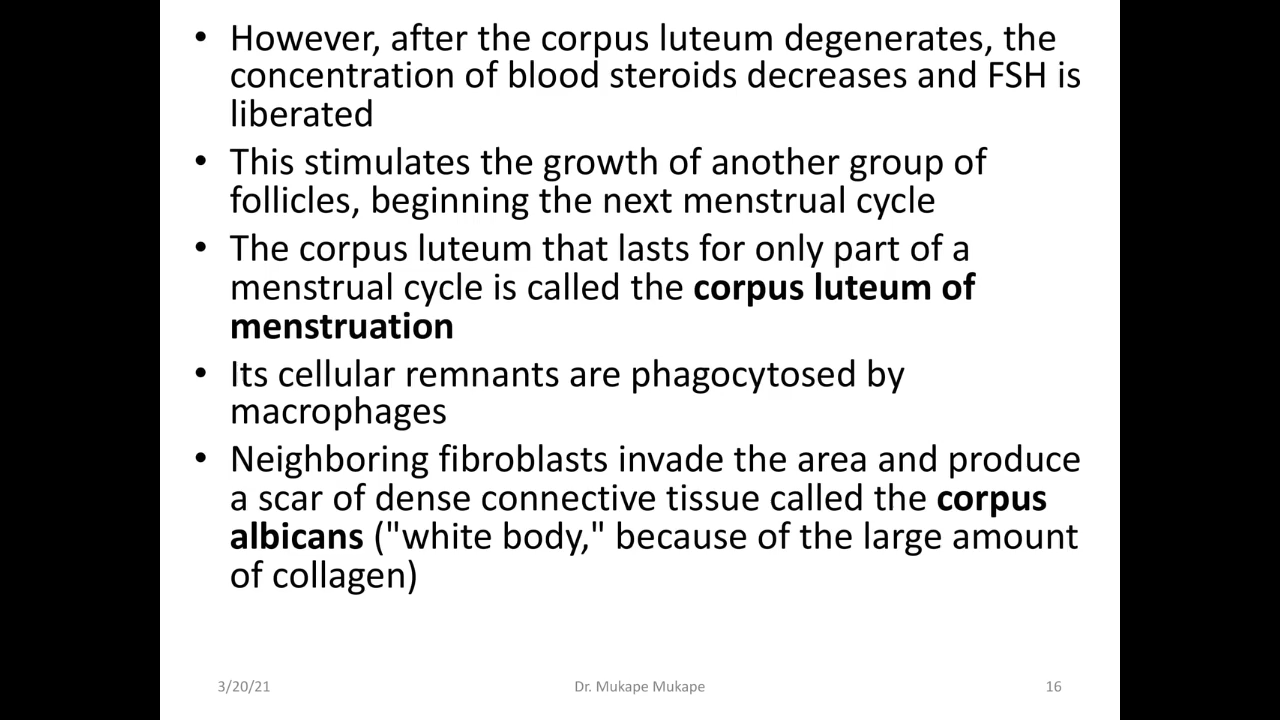 • However, after the corpus luteum degenerates, the
concentration of blood steroids decreases and FSH is
liberated
• This stimulates the growth of another group of
follicles, beginning the next menstrual cycle
• The corpus luteum that lasts for only part of a
menstrual cycle is called the corpus luteum of
menstruation
• Its cellular remnants are phagocytosed by
macrophages
• Neighboring fibroblasts invade the area and produce
a scar of dense connective tissue called the corpus
albicans ("white body," because of the large amount
of collagen)
3/20/21 Dr. Mukape Mukape 16